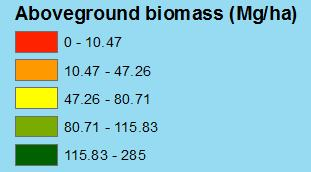 Aboveground biomass (Mg/ha)
0 - 10.47
10.47 - 47.26
47.26 - 80.71
80.71 - 115.83
115.83 - 285